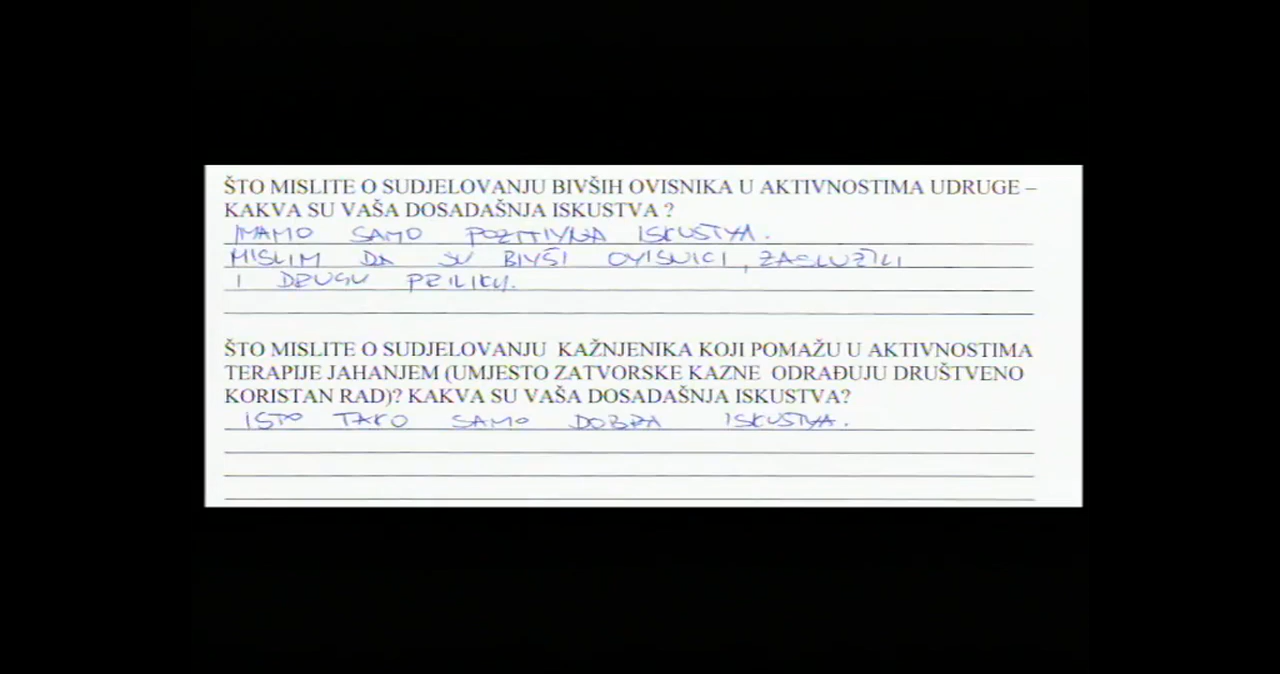 ŠTO MISLITE O SUDJELOVANJU BIVŠIH OVISNIKA U AKTIVNOSTIMA UDRUGE –
KAKVA SU VAŠA DOSADAŠNJA ISKUSTVA ?
IMAMO SAMO POZITIVNA ISKUSTVA.
MISLIM DA SU BIVŠI OVISNICI, ZASLUŽILI
I DRUGU PRILIKU.
ŠTO MISLITE O SUDJELOVANJU KAŽNJENIKA KOJI POMAŽU U AKTIVNOSTIMA
TERAPIJE JAHANJEM (UMJESTO ZATVORSKE KAZNE ODRAĐUJU DRUŠTVENO
KORISTAN RAD)? KAKVA SU VAŠA DOSADAŠNJA ISKUSTVA?
ISTO TAKO SAMO DOBRA ISKUSTVA.